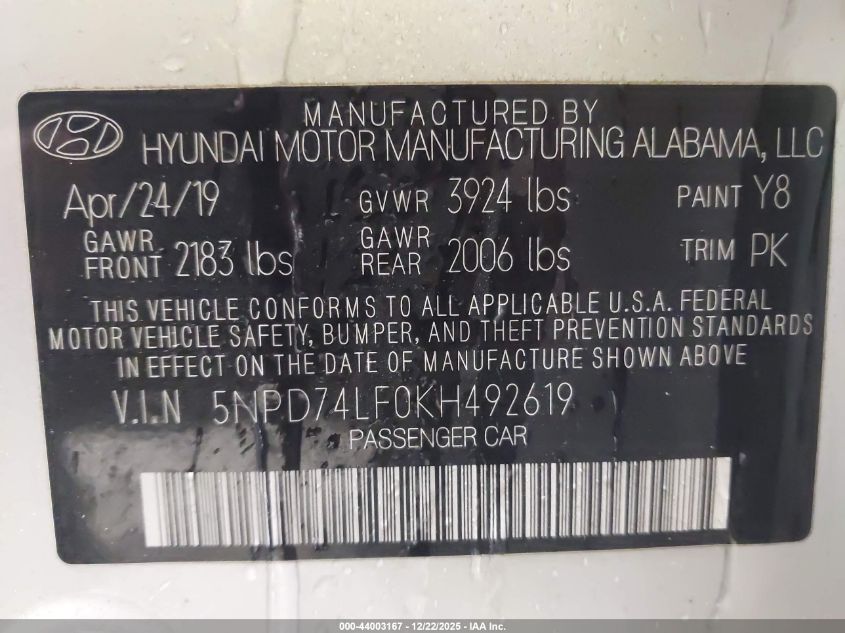 MANUFACTURED BY
HYUNDAI MOTOR MANUFACTURING ALABAMA, LLC
Apr/24/19 GVWR 3924 lbs PAINT Y8
GAWR FRONT 2183 lbs GAWR REAR 2006 lbs TRIM PK
THIS VEHICLE CONFORMS TO ALL APPLICABLE U.S.A. FEDERAL
MOTOR VEHICLE SAFETY, BUMPER, AND THEFT PREVENTION STANDARDS
IN EFFECT ON THE DATE OF MANUFACTURE SHOWN ABOVE
V.I.N 5NPD74LF0KH492619
PASSENGER CAR
000-44003167 - 12/22/2025 - IAA Inc.